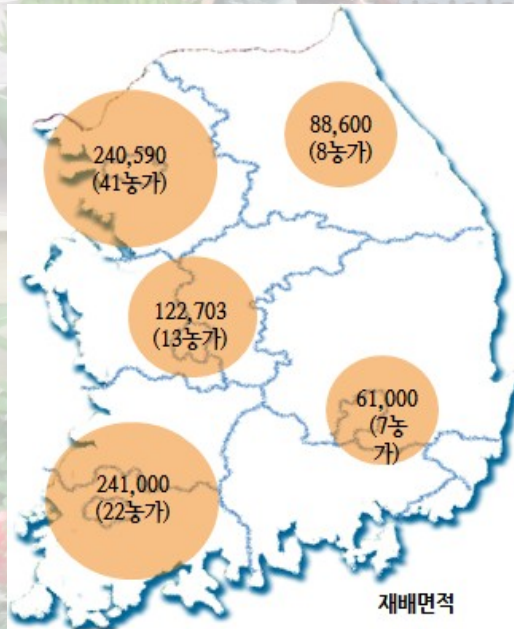 88,600
(8농가)
240,590
(41농가)
122,703
(13농가)
61,000
(7농
가)
241,000
(22농가)
재배면적